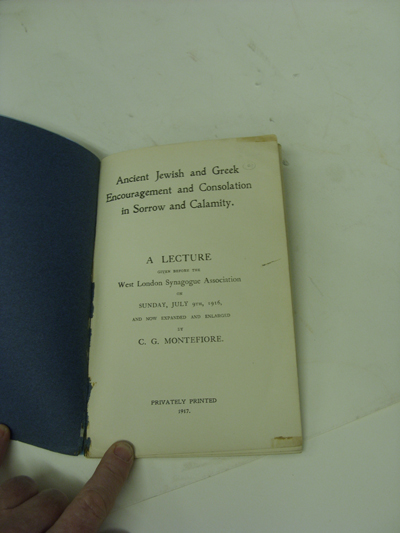 Ancient Jewish and Greek
Encouragement and Consolation
in Sorrow and Calamity.
A LECTURE
GIVEN BEFORE THE
West London Synagogue Association
ON
SUNDAY, JULY 9TH, 1916,
AND NOW EXPANDED AND ENLARGED
BY
C. G. MONTEFIORE.
PRIVATELY PRINTED
1917.